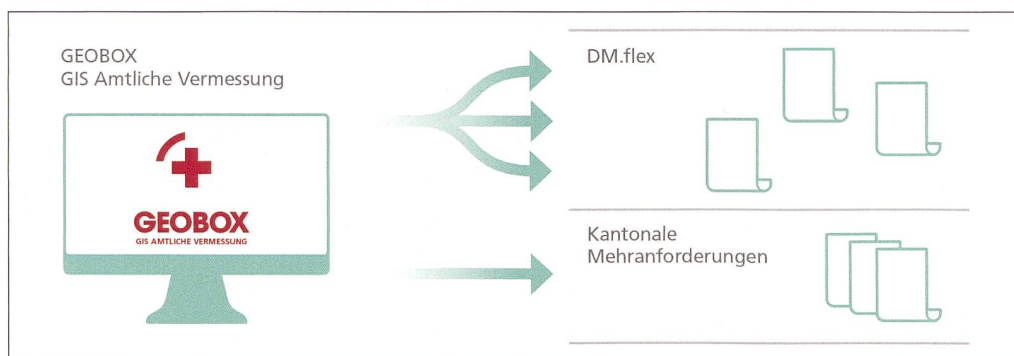 GEOBOX
GIS Amtliche Vermessung
GEOBOX
GIS AMTLICHE VERMESSUNG
DM.flex
Kantonale
Mehranforderungen